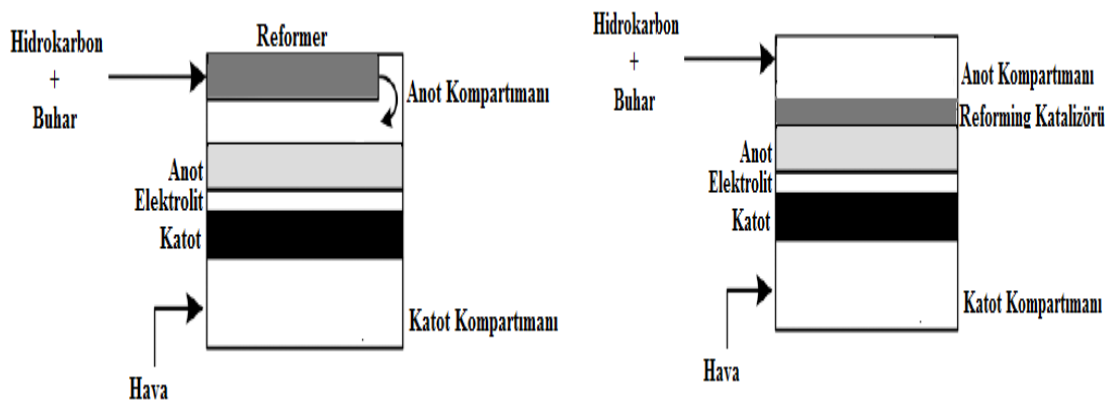 Hidrokarbon
+
Buhar
Reformer
Anot Kompartımanı
Anot
Elektrolit
Katot
Katot Kompartımanı
Hava
Hidrokarbon
+
Buhar
Anot Kompartımanı
Reforming Katalizörü
Anot
Elektrolit
Katot
Katot Kompartımanı
Hava